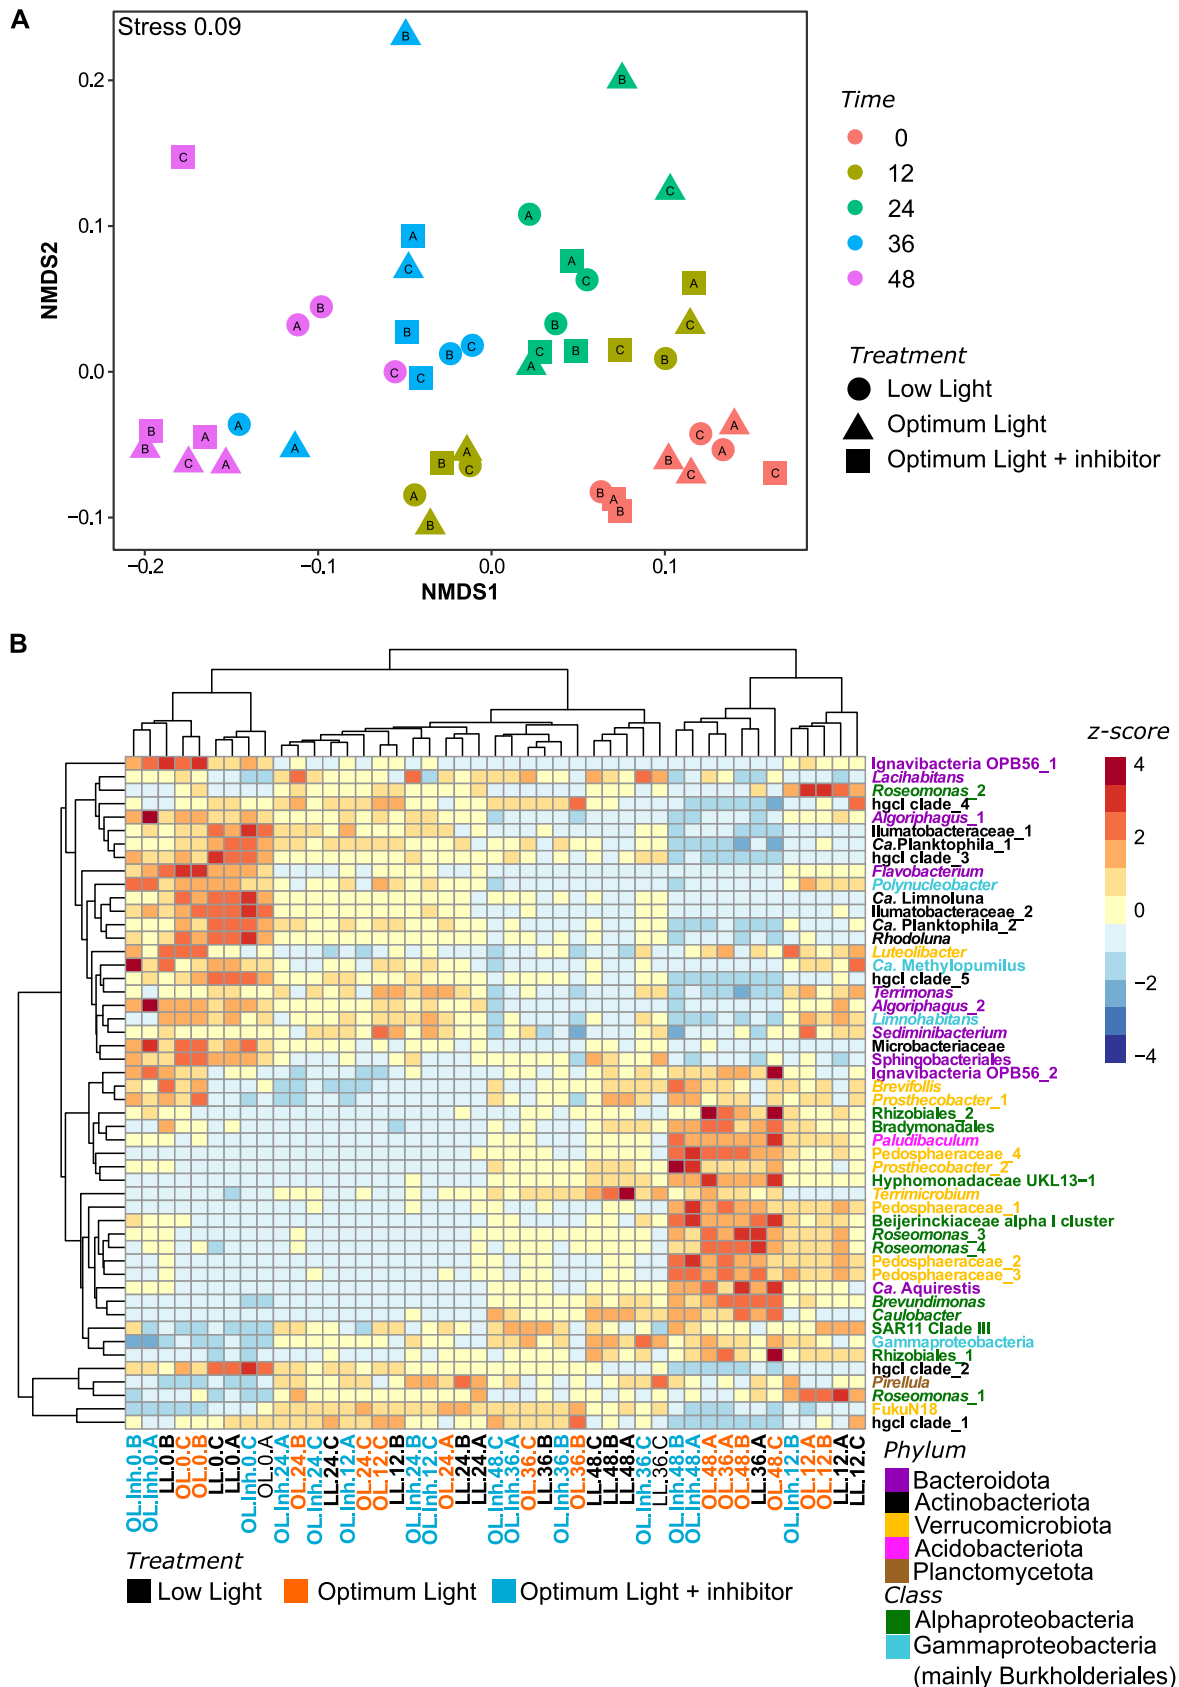 A
Stress 0.09
NMDS2
0.2
0.1
0.0
−0.1
−0.2
−0.1
0.0
0.1
NMDS1
Time
0
12
24
36
48
Treatment
Low Light
Optimum Light
Optimum Light + inhibitor
B
z-score
4
2
0
−2
−4
Ignavibacteria OPB56_1
Lacihabitans
Roseomonas_2
hgcI clade_4
Algoriphagus_1
Ilumatobacteraceae_1
Ca.Planktophila_1
hgcI clade_3
Flavobacterium
Polynucleobacter
Ca. Limnoluna
Ilumatobacteraceae_2
Ca. Planktophila_2
Rhodoluna
Luteolibacter
Ca. Methylopumilus
hgcI clade_5
Terrimonas
Algoriphagus_2
Limnohabitans
Sediminibacterium
Microbacteriaceae
Sphingobacteriales
Ignavibacteria OPB56_2
Brevifollis
Prosthecobacter_1
Rhizobiales_2
Bradymonadales
Paludibaculum
Pedosphaeraceae_4
Prosthecobacter_2
Hyphomonadaceae UKL13−1
Terrimicrobium
Pedosphaeraceae_1
Beijerinckiaceae alpha I cluster
Roseomonas_3
Roseomonas_4
Pedosphaeraceae_2
Pedosphaeraceae_3
Ca. Aquirestis
Brevundimonas
Caulobacter
SAR11 Clade III
Gammaproteobacteria
Rhizobiales_1
hgcI clade_2
Pirellula
Roseomonas_1
FukuN18
hgcI clade_1
OL.Inh.0.B
OL.Inh.0.A
LL.0.B
OL.0.C
OL.0.B
LL.0.C
LL.0.A
OL.Inh.0.C
OL.0.A
OL.Inh.24.A
OL.24.B
OL.Inh.24.C
LL.24.C
OL.Inh.12.A
OL.24.C
OL.12.C
LL.12.B
OL.Inh.24.B
OL.Inh.12.C
OL.24.A
LL.24.B
LL.24.A
OL.Inh.48.C
OL.Inh.36.A
OL.36.C
LL.36.B
OL.Inh.36.B
OL.36.B
LL.48.C
LL.48.B
LL.48.A
OL.Inh.36.C
LL.36.C
OL.Inh.48.B
OL.Inh.48.A
OL.48.A
OL.36.A
OL.48.B
LL.36.A
OL.48.C
OL.Inh.12.B
OL.12.A
OL.12.B
LL.12.A
LL.12.C
Treatment
Low Light
Optimum Light
Optimum Light + inhibitor
Phylum
Bacteroidota
Actinobacteriota
Verrucomicrobiota
Acidobacteriota
Planctomycetota
Class
Alphaproteobacteria
Gammaproteobacteria
(mainly Burkholderiales)